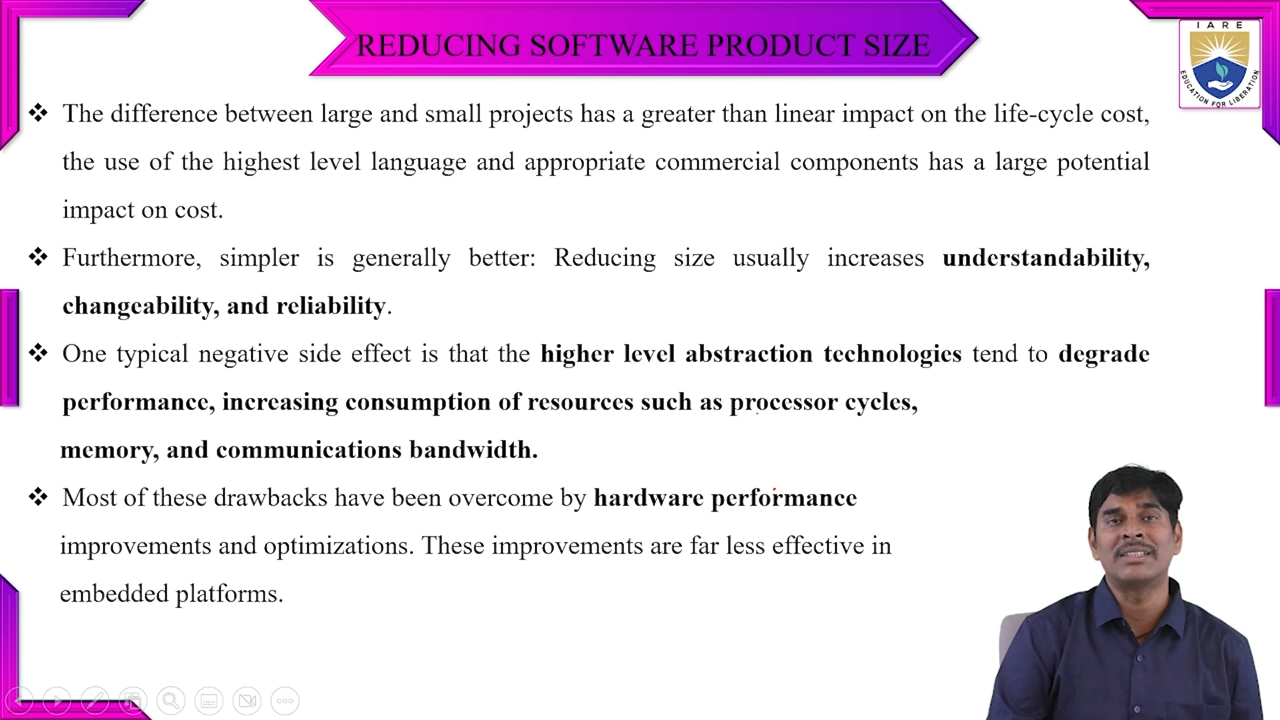 REDUCING SOFTWARE PRODUCT SIZE
IARE
EDUCATION FOR LIBERATION
❖ The difference between large and small projects has a greater than linear impact on the life-cycle cost,
the use of the highest level language and appropriate commercial components has a large potential
impact on cost.
❖ Furthermore, simpler is generally better: Reducing size usually increases understandability,
changeability, and reliability.
❖ One typical negative side effect is that the higher level abstraction technologies tend to degrade
performance, increasing consumption of resources such as processor cycles,
memory, and communications bandwidth.
❖ Most of these drawbacks have been overcome by hardware performance
improvements and optimizations. These improvements are far less effective in
embedded platforms.